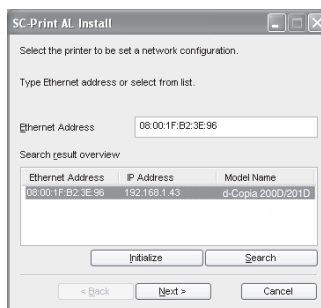 SC-Print AL Install
Select the printer to be set a network configuration.
Type Ethernet address or select from list.
Ethernet Address 08:00:1F:B2:3E:96
Search result overview
Ethernet Address IP Address Model Name
08:00:1F:B2:3E:96 192.168.1.43 d-Copia 200D/201D
Initialize Search
< Back Next > Cancel